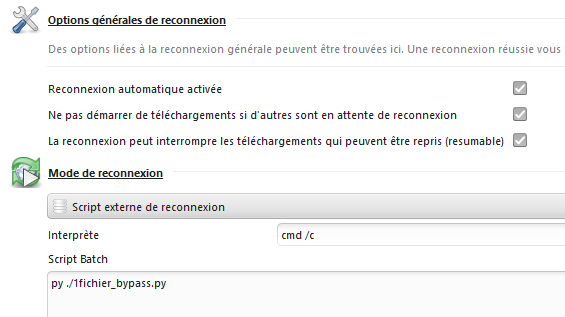 Options générales de reconnexion
Des options liées à la reconnexion générale peuvent être trouvées ici. Une reconnexion réussie vous
Reconnexion automatique activée
Ne pas démarrer de téléchargements si d'autres sont en attente de reconnexion
La reconnexion peut interrompre les téléchargements qui peuvent être repris (resumable)
Mode de reconnexion
Script externe de reconnexion
Interprète
cmd /c
Script Batch
py ./1fichier_bypass.py